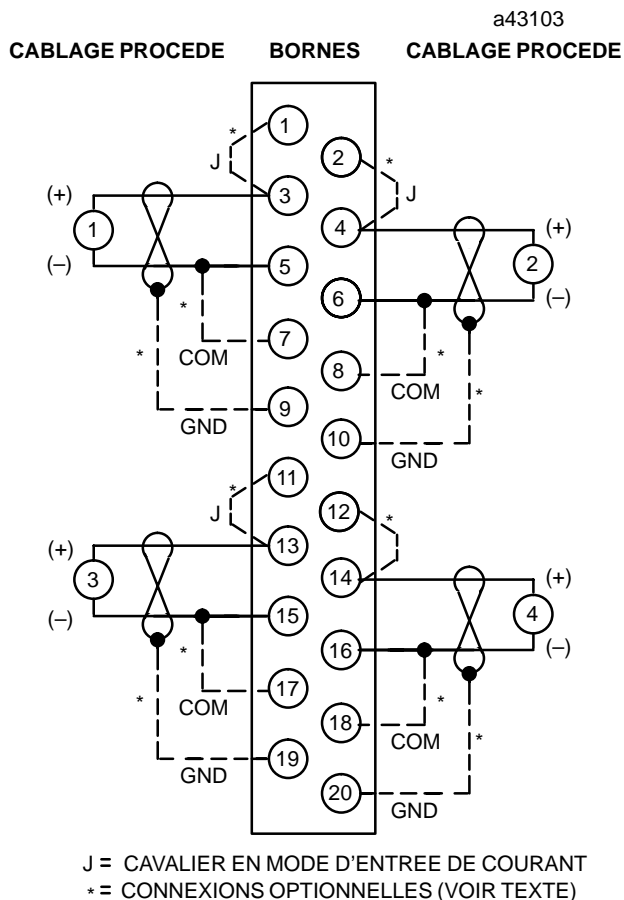 a43103
CABLAGE PROCEDE BORNES CABLAGE PROCEDE
1
*
J
2
*
J
(+)
3
1
4
(+)
2
(–)
5
6
(–)
*
7
COM
*
8
*
COM
*
9
GND
10
GND
11
*
J
12
*
(+)
13
3
14
(+)
4
(–)
15
16
(–)
*
17
COM
*
18
*
COM
*
19
GND
20
GND
J = CAVALIER EN MODE D'ENTREE DE COURANT
* = CONNEXIONS OPTIONNELLES (VOIR TEXTE)